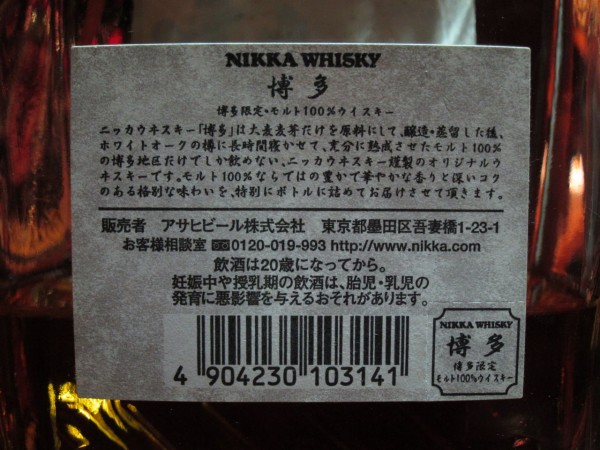 NIKKA WHISKY
博多
博多限定・モルト100%ウイスキー
ニッカウヰスキー「博多」は大麦麦芽だけを原料にして、醸造・蒸留した後、
ホワイトオークの樽に長時間寝かせて、充分に熟成させたモルト100%
の博多地区だけでしか飲めない、ニッカウヰスキー謹製のオリジナルウ
ヰスキーです。モルト100%ならではの豊かで華やかな香りと深いコク
のある格別な味わいを、特別にボトルに詰めてお届けさせて頂きます。
販売者 アサヒビール株式会社 東京都墨田区吾妻橋1-23-1
お客様相談室 0120-019-993 http://www.nikka.com
飲酒は20歳になってから。
妊娠中や授乳期の飲酒は、胎児・乳児の
発育に悪影響を与えるおそれがあります。
4 904230 103141
NIKKA WHISKY
博多
博多限定
モルト100%ウイスキー